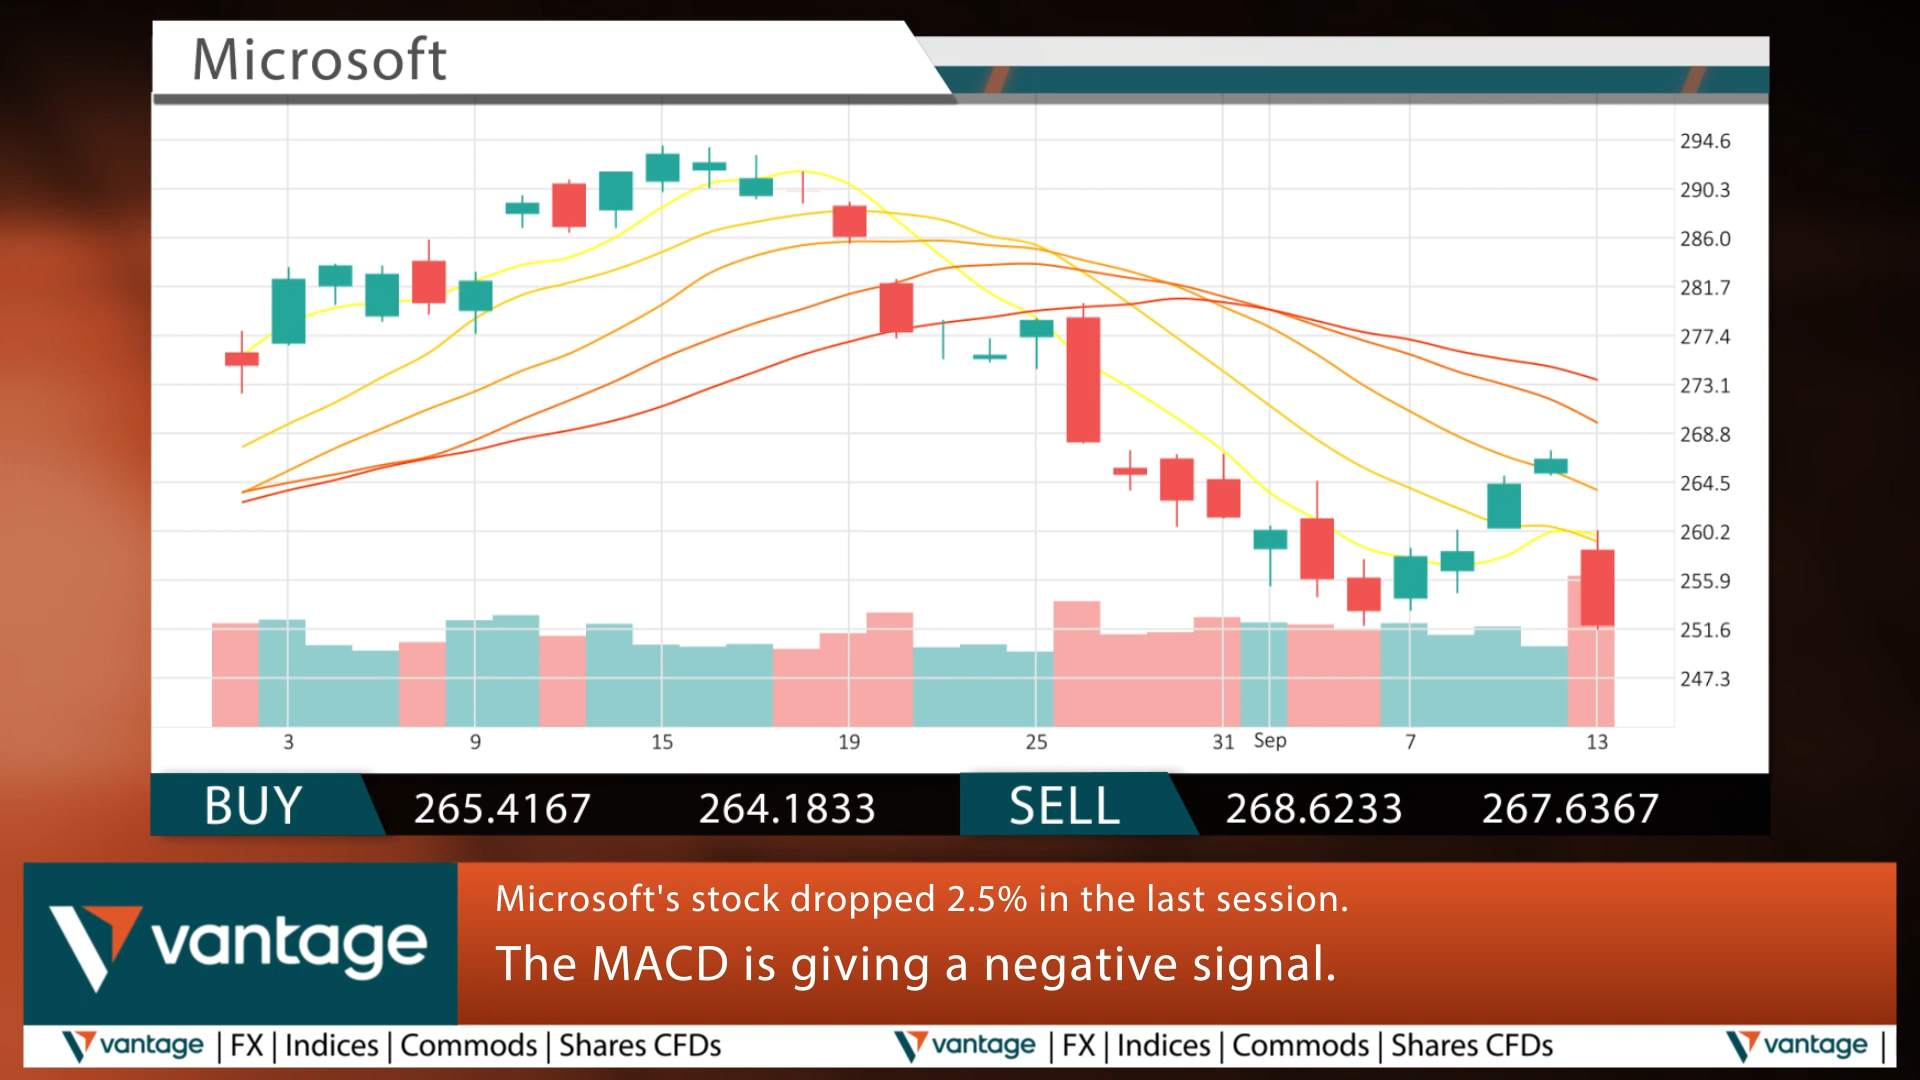 Microsoft
294.6
290.3
286.0
281.7
277.4
273.1
268.8
264.5
260.2
255.9
251.6
247.3
3 9 15 19 25 31 Sep 7 13
BUY 265.4167 264.1833 SELL 268.6233 267.6367
vantage
Microsoft's stock dropped 2.5% in the last session.
The MACD is giving a negative signal.
vantage | FX | Indices | Commods | Shares CFDs vantage | FX | Indices | Commods | Shares CFDs vantage |